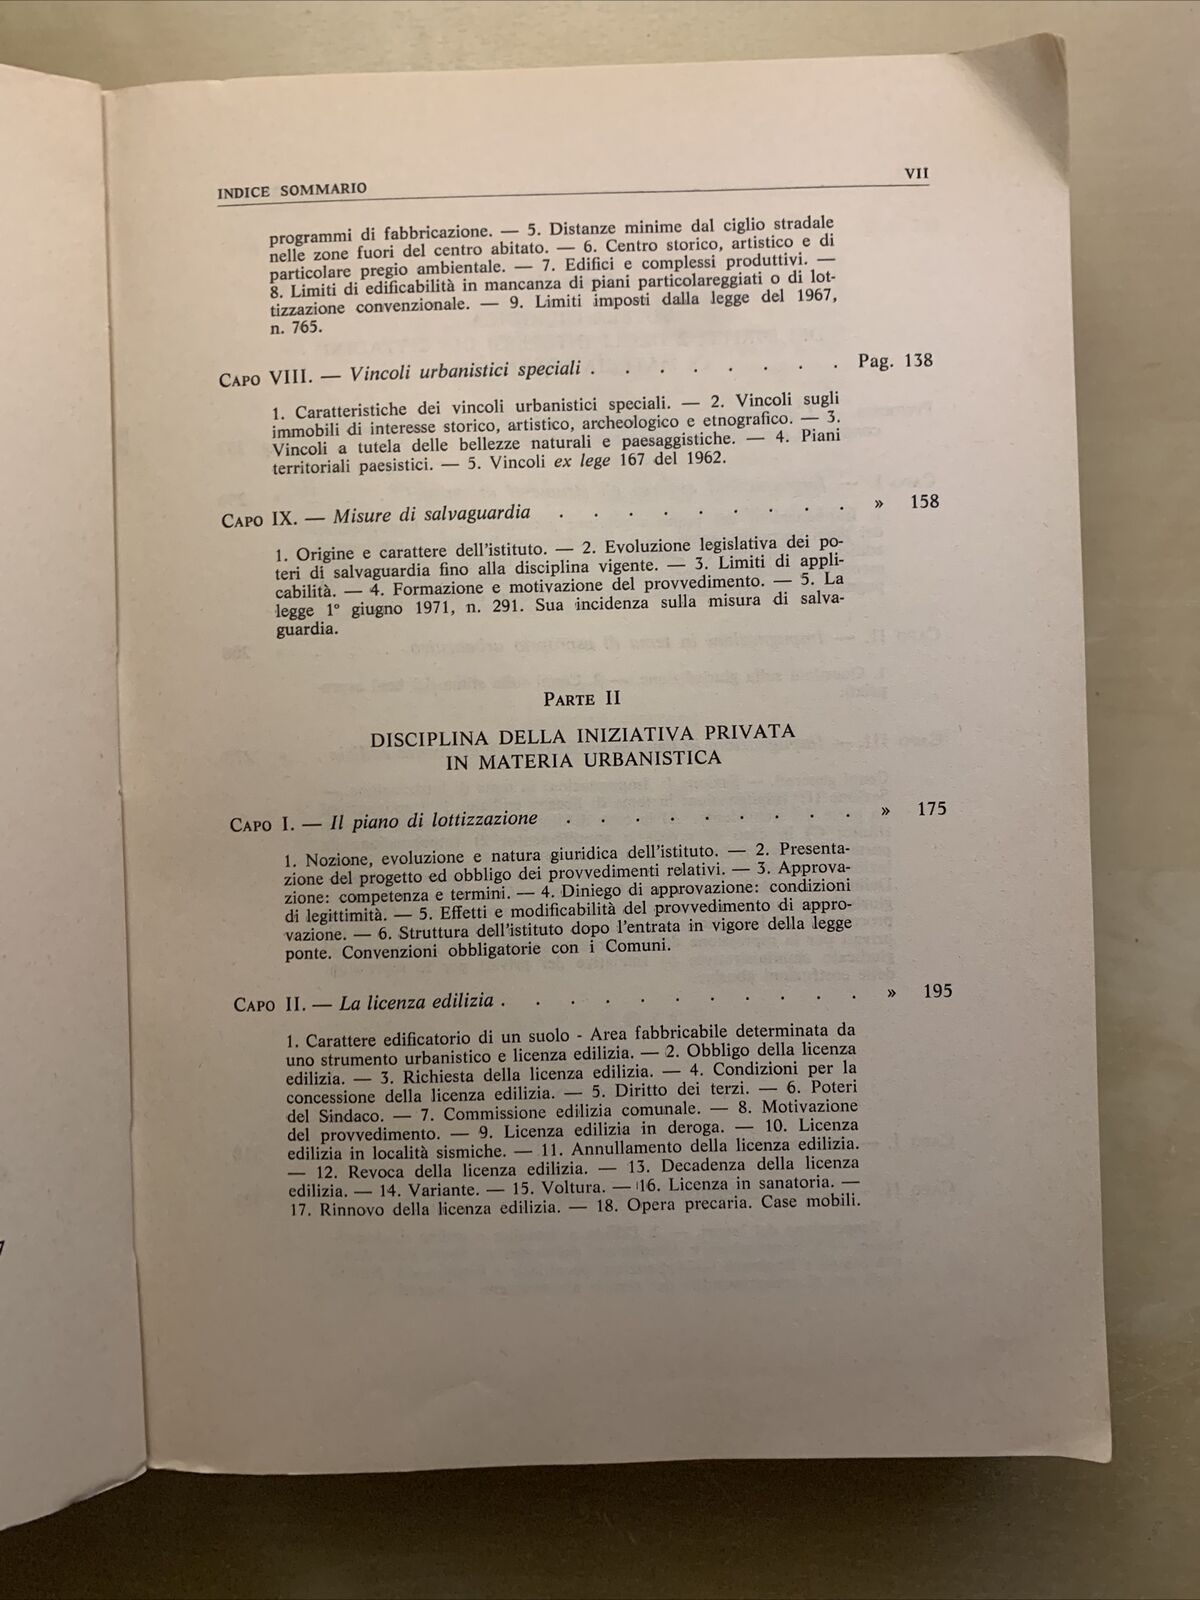 INDICE SOMMARIO VII
programmi di fabbricazione. — 5. Distanze minime dal ciglio stradale
nelle zone fuori del centro abitato. — 6. Centro storico, artistico e di
particolare pregio ambientale. — 7. Edifici e complessi produttivi. —
8. Limiti di edificabilità in mancanza di piani particolareggiati o di lot-
tizzazione convenzionale. — 9. Limiti imposti dalla legge del 1967,
n. 765.
CAPO VIII. — Vincoli urbanistici speciali . . . . . . . . Pag. 138
1. Caratteristiche dei vincoli urbanistici speciali. — 2. Vincoli sugli
immobili di interesse storico, artistico, archeologico e etnografico. — 3.
Vincoli a tutela delle bellezze naturali e paesaggistiche. — 4. Piani
territoriali paesistici. — 5. Vincoli ex lege 167 del 1962.
CAPO IX. — Misure di salvaguardia . . . . . . . . . » 158
1. Origine e carattere dell'istituto. — 2. Evoluzione legislativa dei po-
teri di salvaguardia fino alla disciplina vigente. — 3. Limiti di appli-
cabilità. — 4. Formazione e motivazione del provvedimento. — 5. La
legge 1° giugno 1971, n. 291. Sua incidenza sulla misura di salva-
guardia.
PARTE II
DISCIPLINA DELLA INIZIATIVA PRIVATA
IN MATERIA URBANISTICA
CAPO I. — Il piano di lottizzazione . . . . . . . . . » 175
1. Nozione, evoluzione e natura giuridica dell'istituto. — 2. Presenta-
zione del progetto ed obbligo dei provvedimenti relativi. — 3. Approva-
zione: competenza e termini. — 4. Diniego di approvazione: condizioni
di legittimità. — 5. Effetti e modificabilità del provvedimento di appro-
vazione. — 6. Struttura dell'istituto dopo l'entrata in vigore della legge
ponte. Convenzioni obbligatorie con i Comuni.
CAPO II. — La licenza edilizia . . . . . . . . . . . » 195
1. Carattere edificatorio di un suolo - Area fabbricabile determinata da
uno strumento urbanistico e licenza edilizia. — 2. Obbligo della licenza
edilizia. — 3. Richiesta della licenza edilizia. — 4. Condizioni per la
concessione della licenza edilizia. — 5. Diritto dei terzi. — 6. Poteri
del Sindaco. — 7. Commissione edilizia comunale. — 8. Motivazione
del provvedimento. — 9. Licenza edilizia in deroga. — 10. Licenza
edilizia in località sismiche. — 11. Annullamento della licenza edilizia.
— 12. Revoca della licenza edilizia. — 13. Decadenza della licenza
edilizia. — 14. Variante. — 15. Voltura. — 16. Licenza in sanatoria. —
17. Rinnovo della licenza edilizia. — 18. Opera precaria. Case mobili.